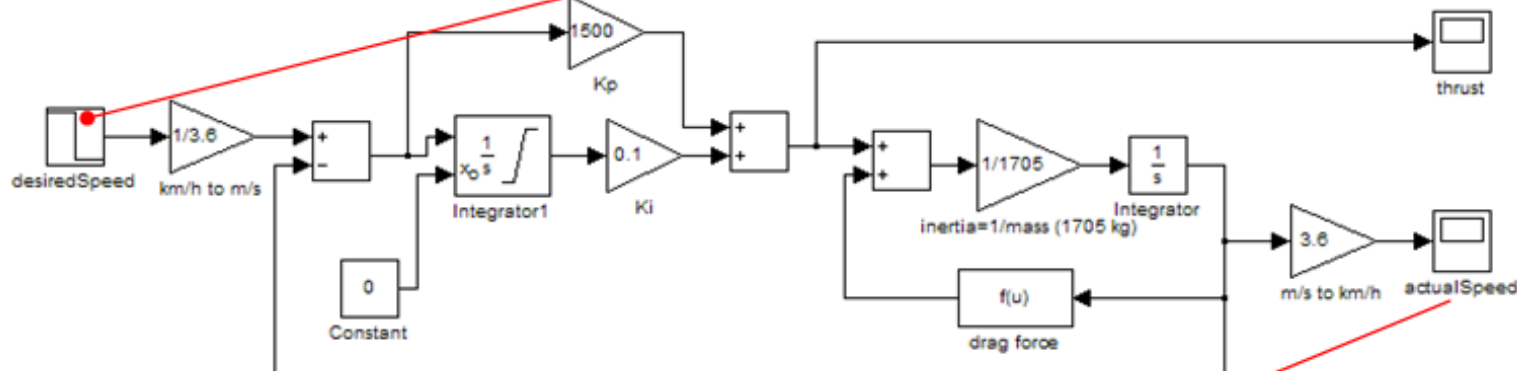 1500
Kp
thrust
desiredSpeed
1/3.6
km/h to m/s
+
−
xo
1
s
Integrator1
0.1
Ki
+
+
+
+
1/1705
inertia=1/mass (1705 kg)
1
s
Integrator
3.6
m/s to km/h
actualSpeed
0
Constant
f(u)
drag force